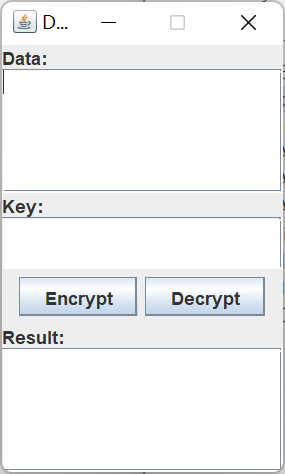 D...
Data:
Key:
Encrypt Decrypt
Result: